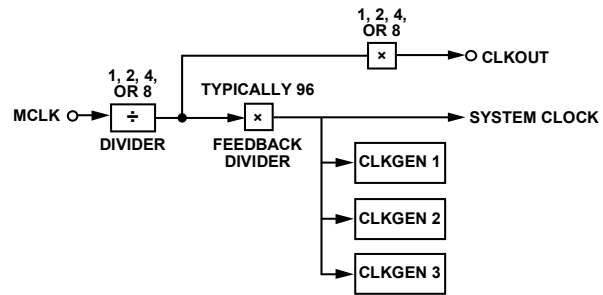 1, 2, 4,
OR 8
×
CLKOUT
1, 2, 4,
OR 8
TYPICALLY 96
MCLK
÷
×
SYSTEM CLOCK
DIVIDER
FEEDBACK
DIVIDER
CLKGEN 1
CLKGEN 2
CLKGEN 3